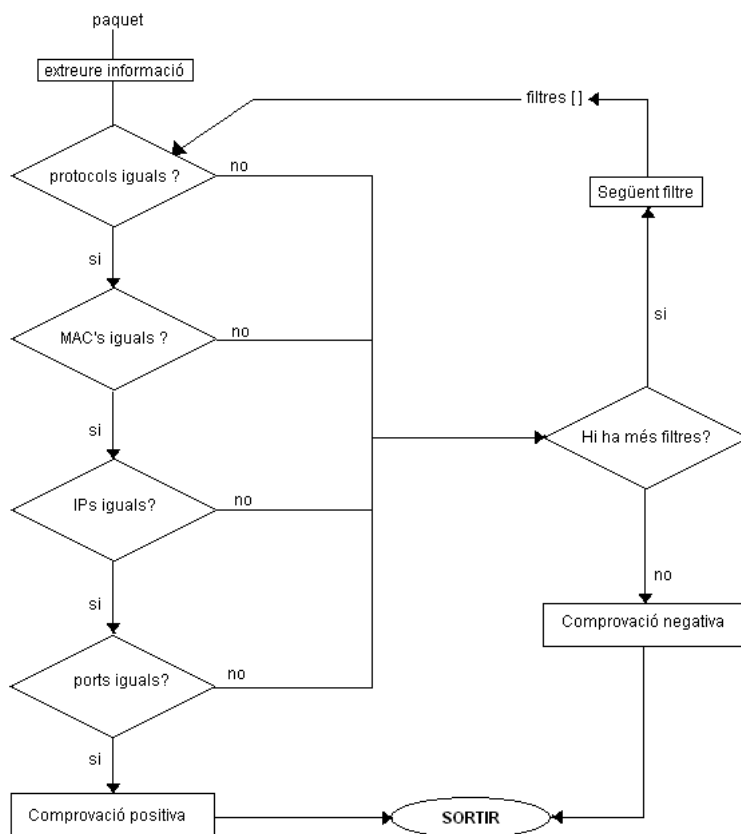 paquet
extreure informació
filtres [ ]
protocols iguals ?
no
Següent filtre
si
MAC's iguals ?
no
si
si
Hi ha més filtres?
IPs iguals?
no
no
si
Comprovació negativa
ports iguals?
no
si
Comprovació positiva
SORTIR